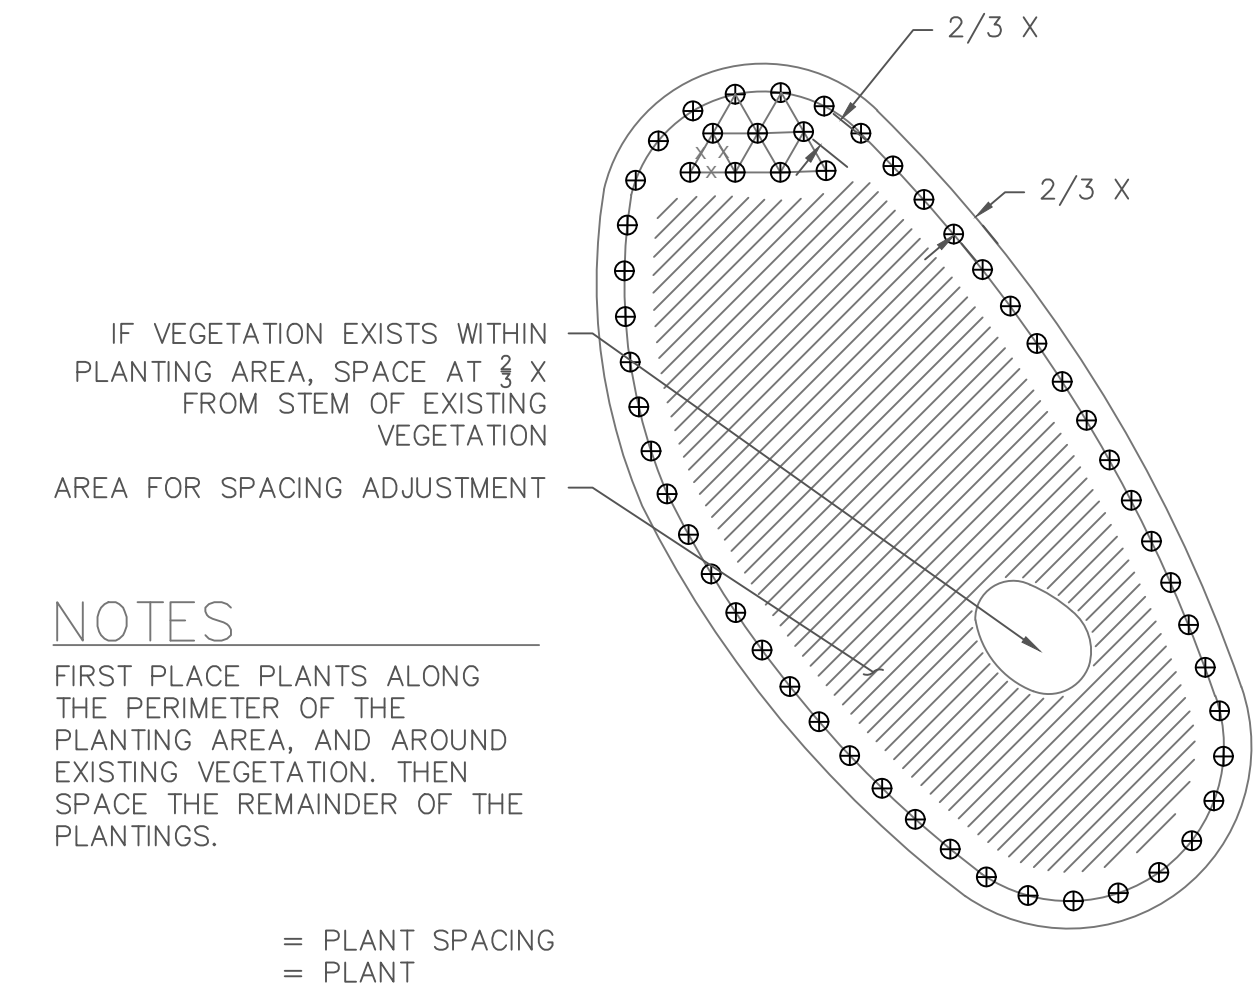 2/3 X
2/3 X
X X
X
IF VEGETATION EXISTS WITHIN
PLANTING AREA, SPACE AT 2/3 X
FROM STEM OF EXISTING
VEGETATION
AREA FOR SPACING ADJUSTMENT
NOTES
FIRST PLACE PLANTS ALONG
THE PERIMETER OF THE
PLANTING AREA, AND AROUND
EXISTING VEGETATION. THEN
SPACE THE REMAINDER OF THE
PLANTINGS.
= PLANT SPACING
= PLANT